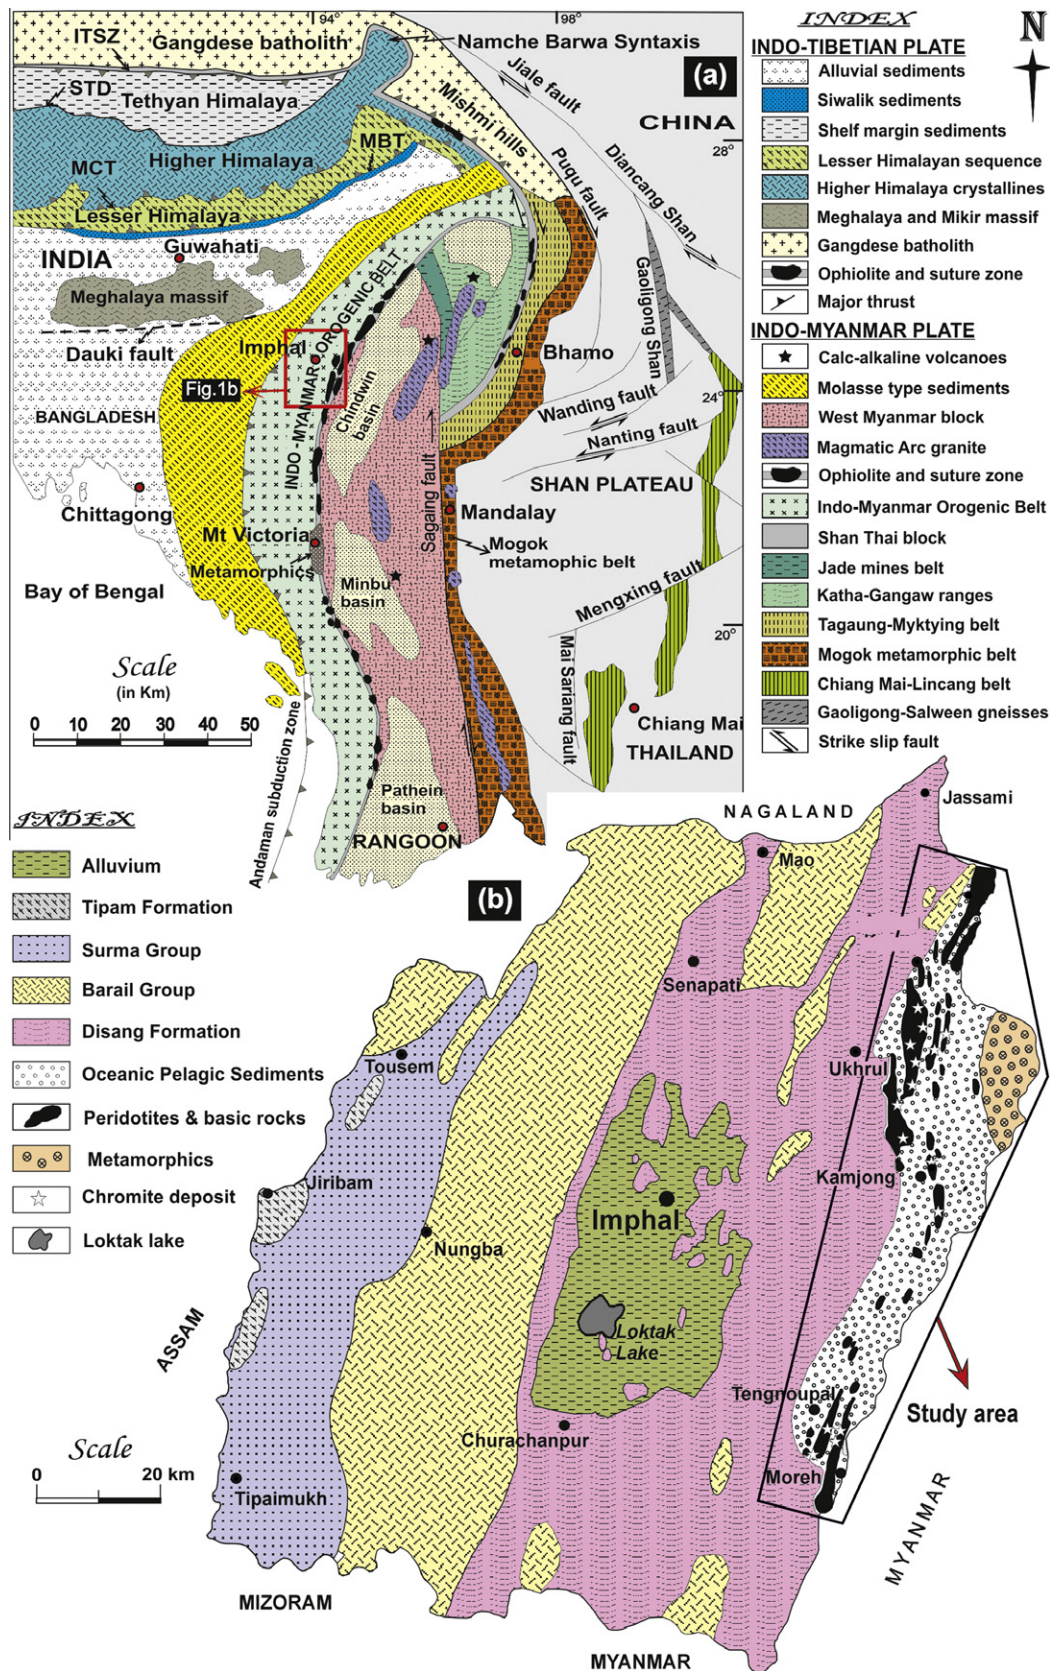 94°
98°
28°
24°
20°
ITSZ
Gangdese batholith
Namche Barwa Syntaxis
(a)
STD
Tethyan Himalaya
Jiale fault
Mishmi hills
CHINA
MBT
MCT
Higher Himalaya
Puqu fault
Diancang Shan
Lesser Himalaya
Guwahati
INDIA
Meghalaya massif
Gaoligong Shan
Dauki fault
Imphal
INDO-MYANMAR OROGENIC BELT
Bhamo
Fig.1b
Chindwin
basin
Wanding fault
BANGLADESH
Nanting fault
SHAN PLATEAU
Sagaing fault
Chittagong
Mandalay
Mt Victoria
Mogok
metamophic belt
Metamorphics
Minbu
basin
Bay of Bengal
Mengxing fault
Mai Sariang fault
Scale
(in Km)
0 10 20 30 40 50
Chiang Mai
THAILAND
Andaman subduction zone
Pathein
basin
RANGOON
INDEX
N
INDO-TIBETIAN PLATE
Alluvial sediments
Siwalik sediments
Shelf margin sediments
Lesser Himalayan sequence
Higher Himalaya crystallines
Meghalaya and Mikir massif
Gangdese batholith
Ophiolite and suture zone
Major thrust
INDO-MYANMAR PLATE
Calc-alkaline volcanoes
Molasse type sediments
West Myanmar block
Magmatic Arc granite
Ophiolite and suture zone
Indo-Myanmar Orogenic Belt
Shan Thai block
Jade mines belt
Katha-Gangaw ranges
Tagaung-Myktying belt
Mogok metamorphic belt
Chiang Mai-Lincang belt
Gaoligong-Salween gneisses
Strike slip fault
INDEX
Alluvium
Tipam Formation
Surma Group
Barail Group
Disang Formation
Oceanic Pelagic Sediments
Peridotites & basic rocks
Metamorphics
Chromite deposit
Loktak lake
(b)
NAGALAND
Jassami
Mao
Senapati
Tousem
Ukhrul
Jiribam
Kamjong
Imphal
Nungba
ASSAM
Loktak
Lake
Tengnoupal
Study area
Churachanpur
Scale
0 20 km
Moreh
Tipaimukh
MYANMAR
MIZORAM
MYANMAR